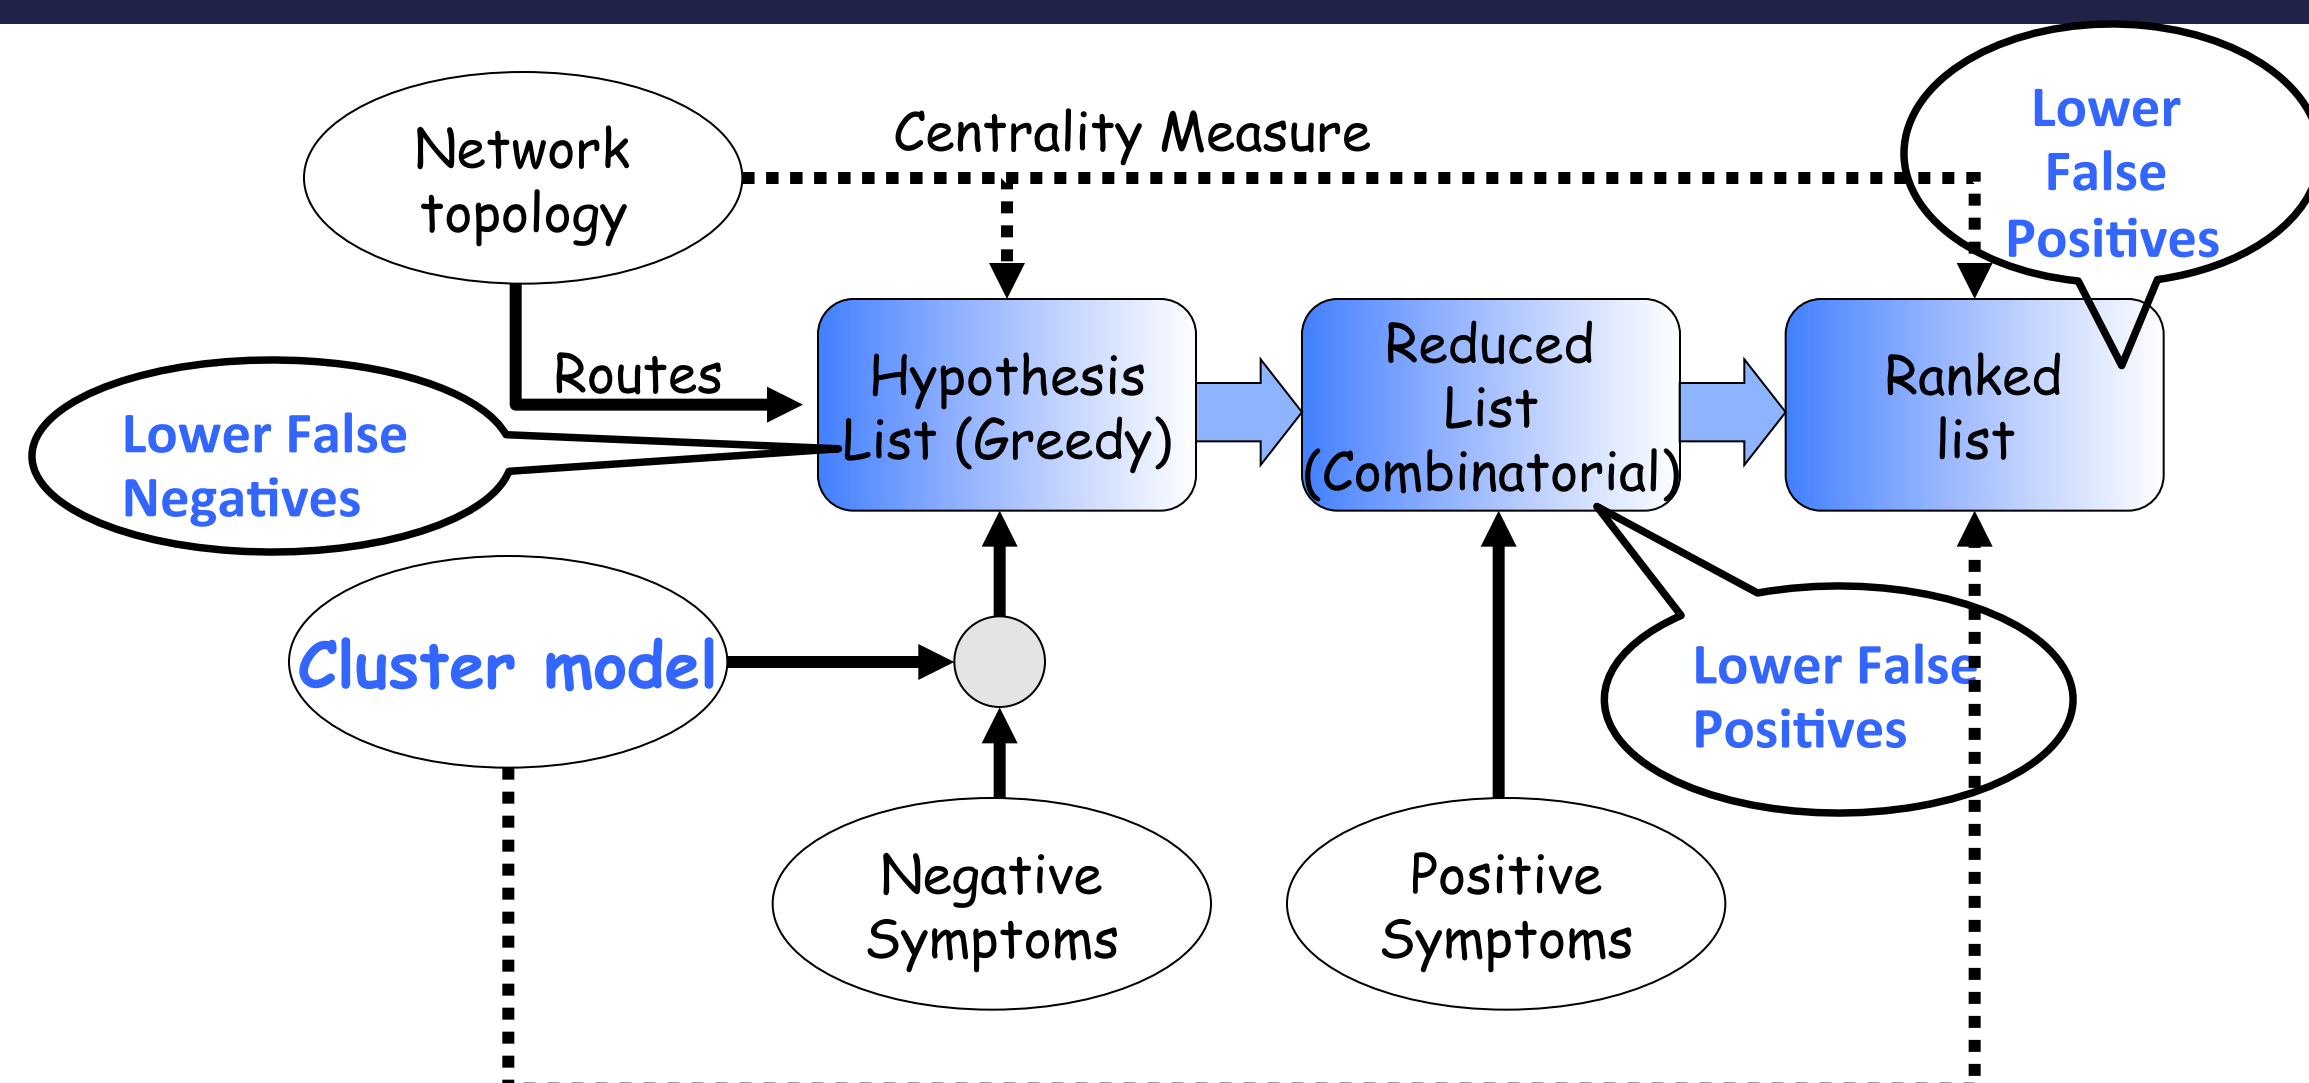 Network
topology
Centrality Measure
Lower
False
Positives
Routes
Lower False
Negatives
Hypothesis
List (Greedy)
Reduced
List
(Combinatorial)
Ranked
list
Cluster model
Lower False
Positives
Negative
Symptoms
Positive
Symptoms